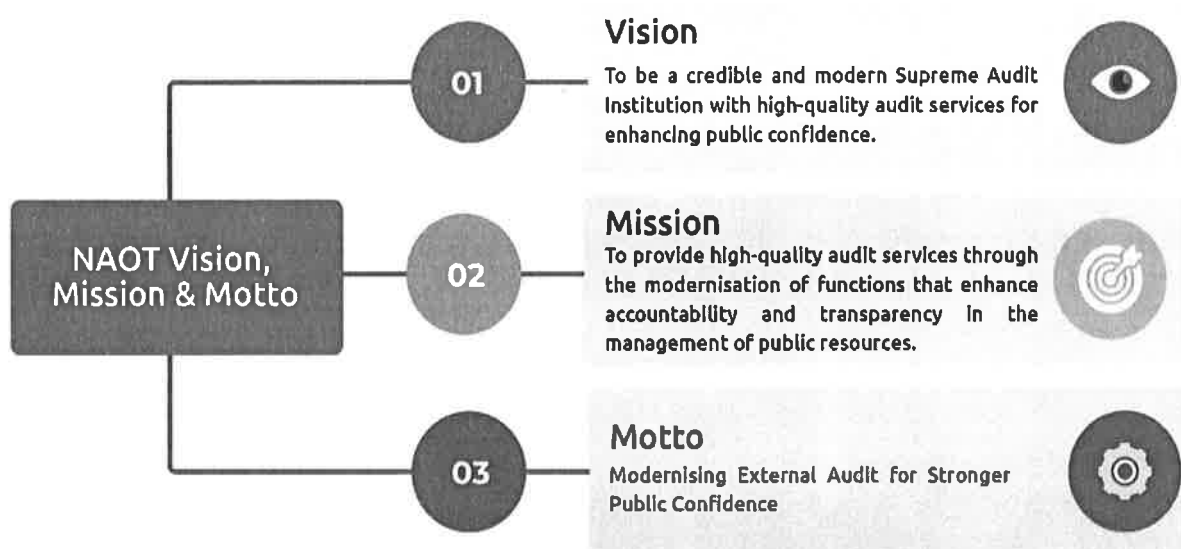 NAOT Vision,
Mission & Motto
01
Vision
To be a credible and modern Supreme Audit
Institution with high-quality audit services for
enhancing public confidence.
02
Mission
To provide high-quality audit services through
the modernisation of functions that enhance
accountability and transparency in the
management of public resources.
03
Motto
Modernising External Audit for Stronger
Public Confidence